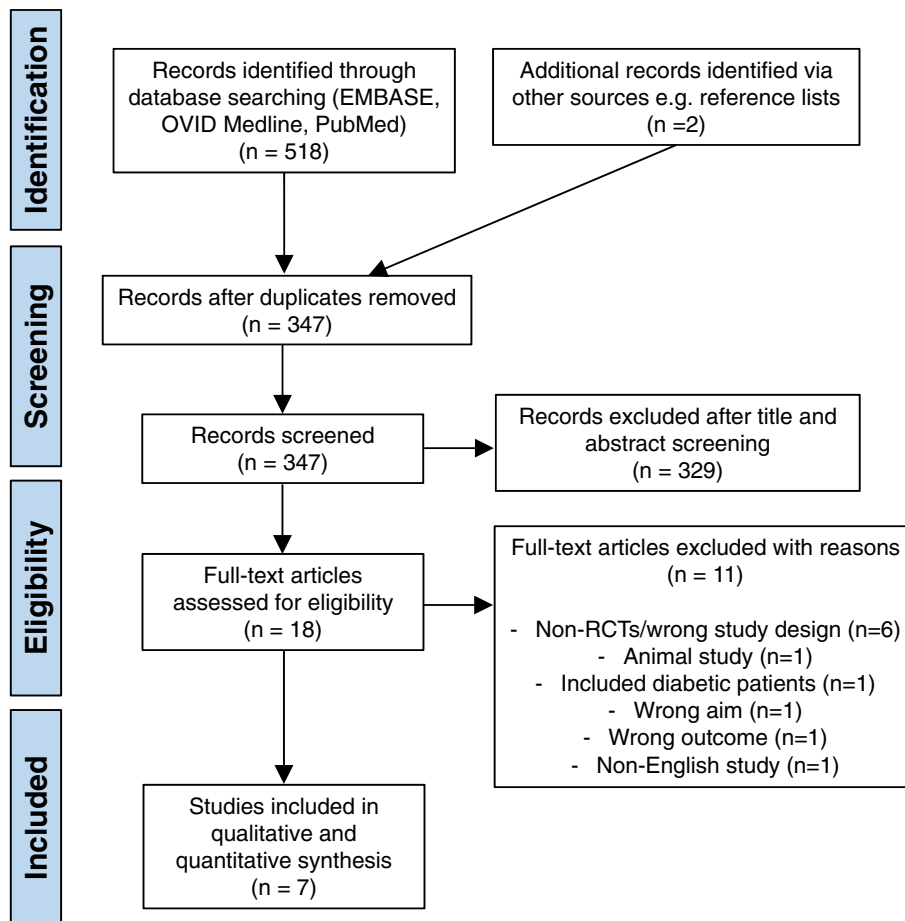 Identification
Records identified through
database searching (EMBASE,
OVID Medline, PubMed)
(n = 518)
Additional records identified via
other sources e.g. reference lists
(n =2)
Screening
Records after duplicates removed
(n = 347)
Records screened
(n = 347)
Records excluded after title and
abstract screening
(n = 329)
Eligibility
Full-text articles
assessed for eligibility
(n = 18)
Full-text articles excluded with reasons
(n = 11)
- Non-RCTs/wrong study design (n=6)
- Animal study (n=1)
- Included diabetic patients (n=1)
- Wrong aim (n=1)
- Wrong outcome (n=1)
- Non-English study (n=1)
Included
Studies included in
qualitative and
quantitative synthesis
(n = 7)